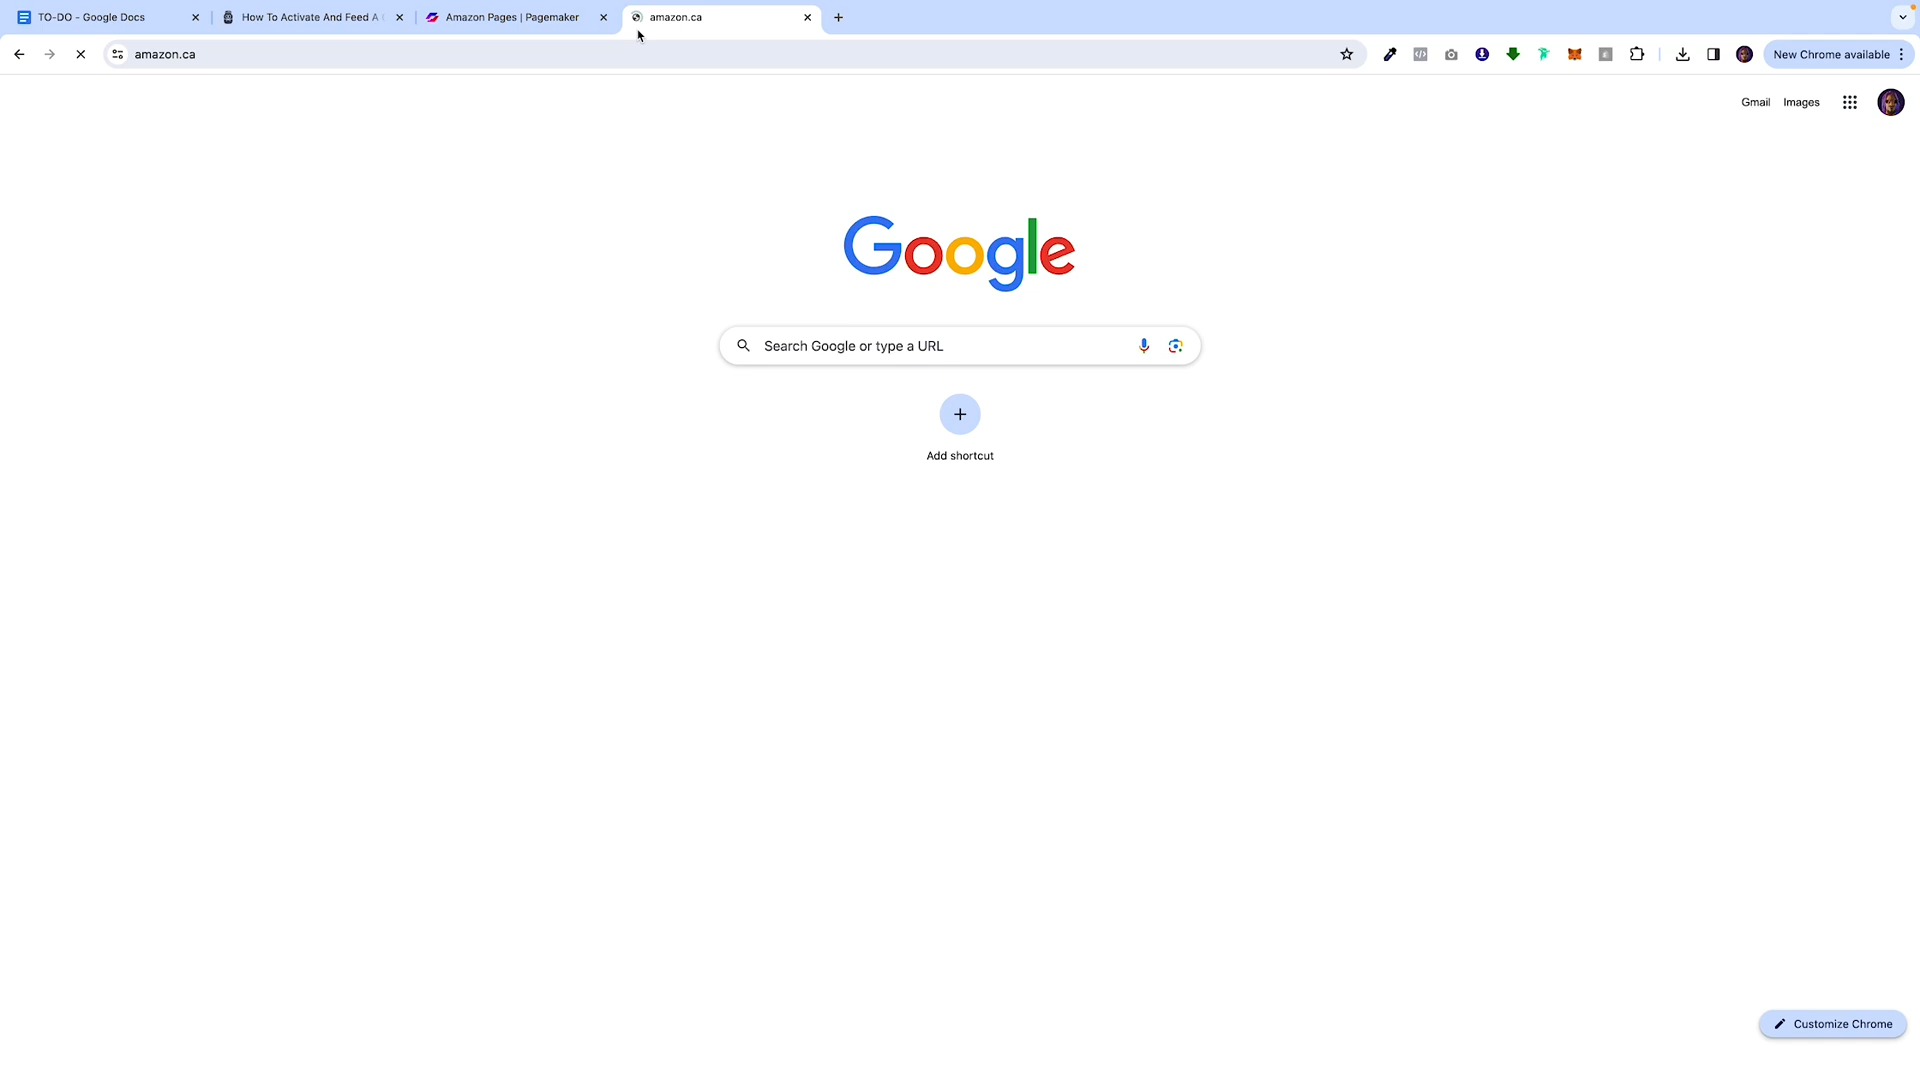 TO-DO - Google Docs
How To Activate And Feed A
Amazon Pages | Pagemaker
amazon.ca
amazon.ca
New Chrome available
Gmail
Images
Google
Search Google or type a URL
Add shortcut
Customize Chrome